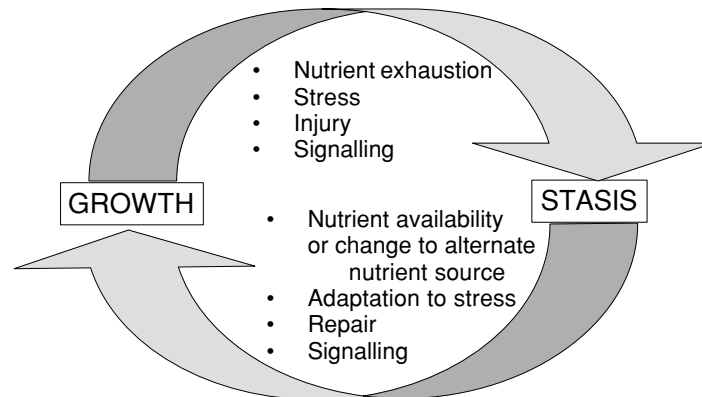 • Nutrient exhaustion
• Stress
• Injury
• Signalling
GROWTH
STASIS
• Nutrient availability
or change to alternate
nutrient source
• Adaptation to stress
• Repair
• Signalling